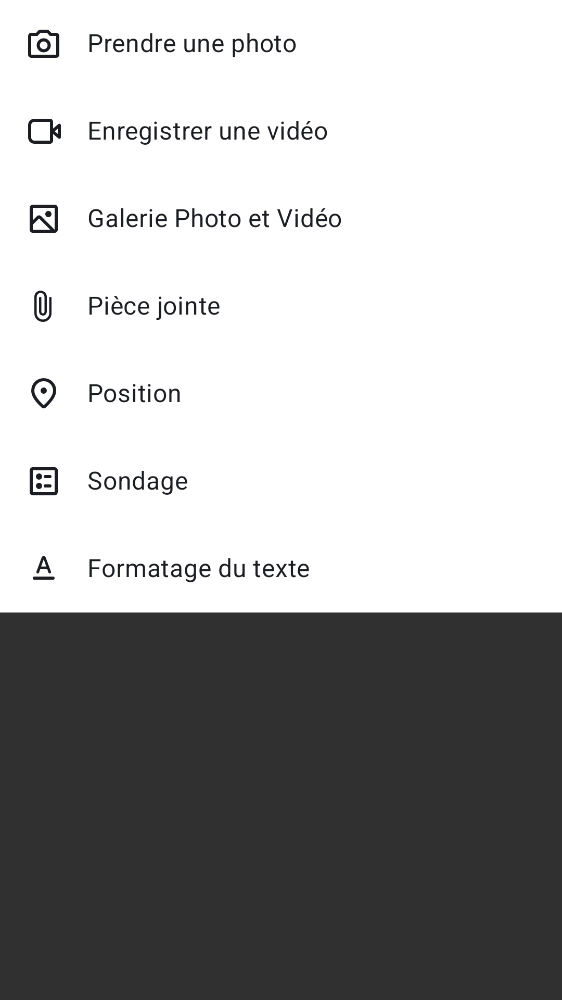 Prendre une photo
Enregistrer une vidéo
Galerie Photo et Vidéo
Pièce jointe
Position
Sondage
Formatage du texte